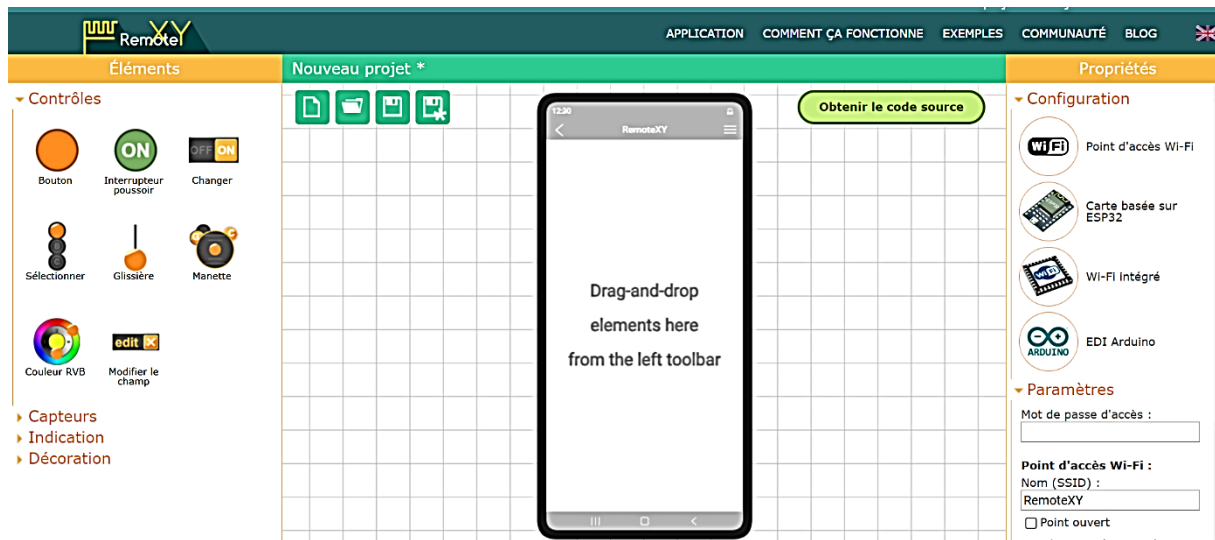 RemoteXY
APPLICATION COMMENT ÇA FONCTIONNE EXEMPLES COMMUNAUTÉ BLOG
Éléments
Nouveau projet *
Propriétés
Contrôles
ON
OFF ON
Bouton
Interrupteur
poussoir
Changer
Sélectionner
Glissière
Manette
edit
Couleur RVB
Modifier le
champ
Capteurs
Indication
Décoration
Obtenir le code source
12:30
RemoteXY
Drag-and-drop
elements here
from the left toolbar
Configuration
WiFi
Point d'accès Wi-Fi
Carte basée sur
ESP32
Wi-Fi intégré
ARDUINO
EDI Arduino
Paramètres
Mot de passe d'accès :
Point d'accès Wi-Fi :
Nom (SSID) :
RemoteXY
Point ouvert